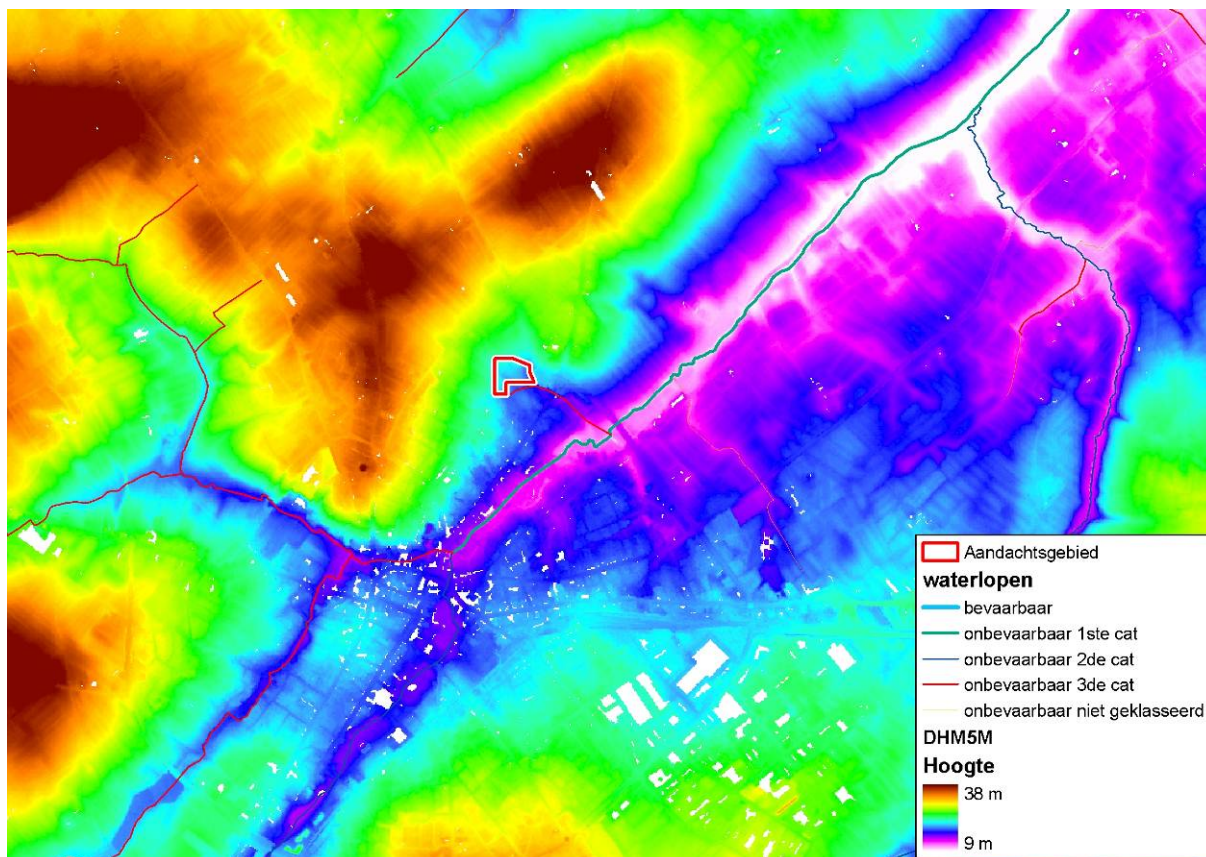 Aandachtsgebied
waterlopen
bevaarbaar
onbevaarbaar 1ste cat
onbevaarbaar 2de cat
onbevaarbaar 3de cat
onbevaarbaar niet geklasseerd
DHM5M
Hoogte
38 m
9 m